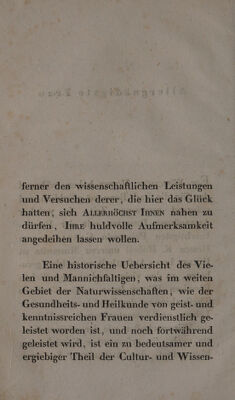 ferner den wissenschaftlichen Leistungen
und Versuchen derer, die hier das Glück
hatten, sich ALLERHÖCHST IHNEN nahen zu
dürfen, IHRE huldvolle Aufmerksamkeit
angedeihen lassen wollen.
Eine historische Uebersicht des Vie-
len und Mannichfaltigen, was im weiten
Gebiet der Naturwissenschaften, wie der
Gesundheits- und Heilkunde von geist- und
kenntnissreichen Frauen verdienstlich ge-
leistet worden ist, und noch fortwährend
geleistet wird, ist ein zu bedeutsamer und
ergiebiger Theil der Cultur- und Wissen-